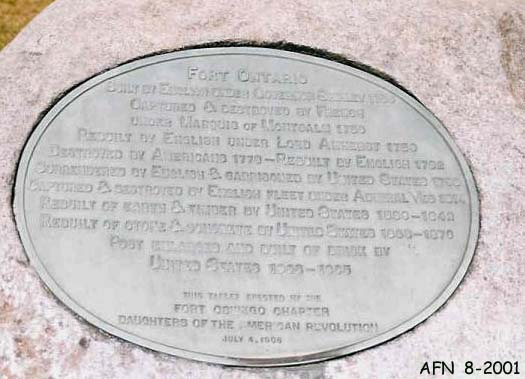 FORT ONTARIO
BUILT BY ENGLISH UNDER GOVERNOR SHIRLEY 1755
CAPTURED & DESTROYED BY FRENCH
UNDER MARQUIS OF MONTCALM 1756
REBUILT BY ENGLISH UNDER LORD AMHERST 1759
DESTROYED BY AMERICANS 1778-REBUILT BY ENGLISH 1782
SURRENDERED BY ENGLISH & GARRISONED BY UNITED STATES 1796
CAPTURED & DESTROYED BY ENGLISH FLEET UNDER ADMIRAL YEO 1814
REBUILT OF EARTH & TIMBER BY UNITED STATES
REBUILT OF STONE & CONCRETE BY UNITED STATES 1863-1872
POST ENLARGED AND BUILT OF BRICK BY
UNITED STATES 1903-1905
THIS TABLET ERECTED BY THE
FORT OSWEGO CHAPTER
DAUGHTERS OF THE AMERICAN REVOLUTION
JULY 4, 1906
AFN 8-2001